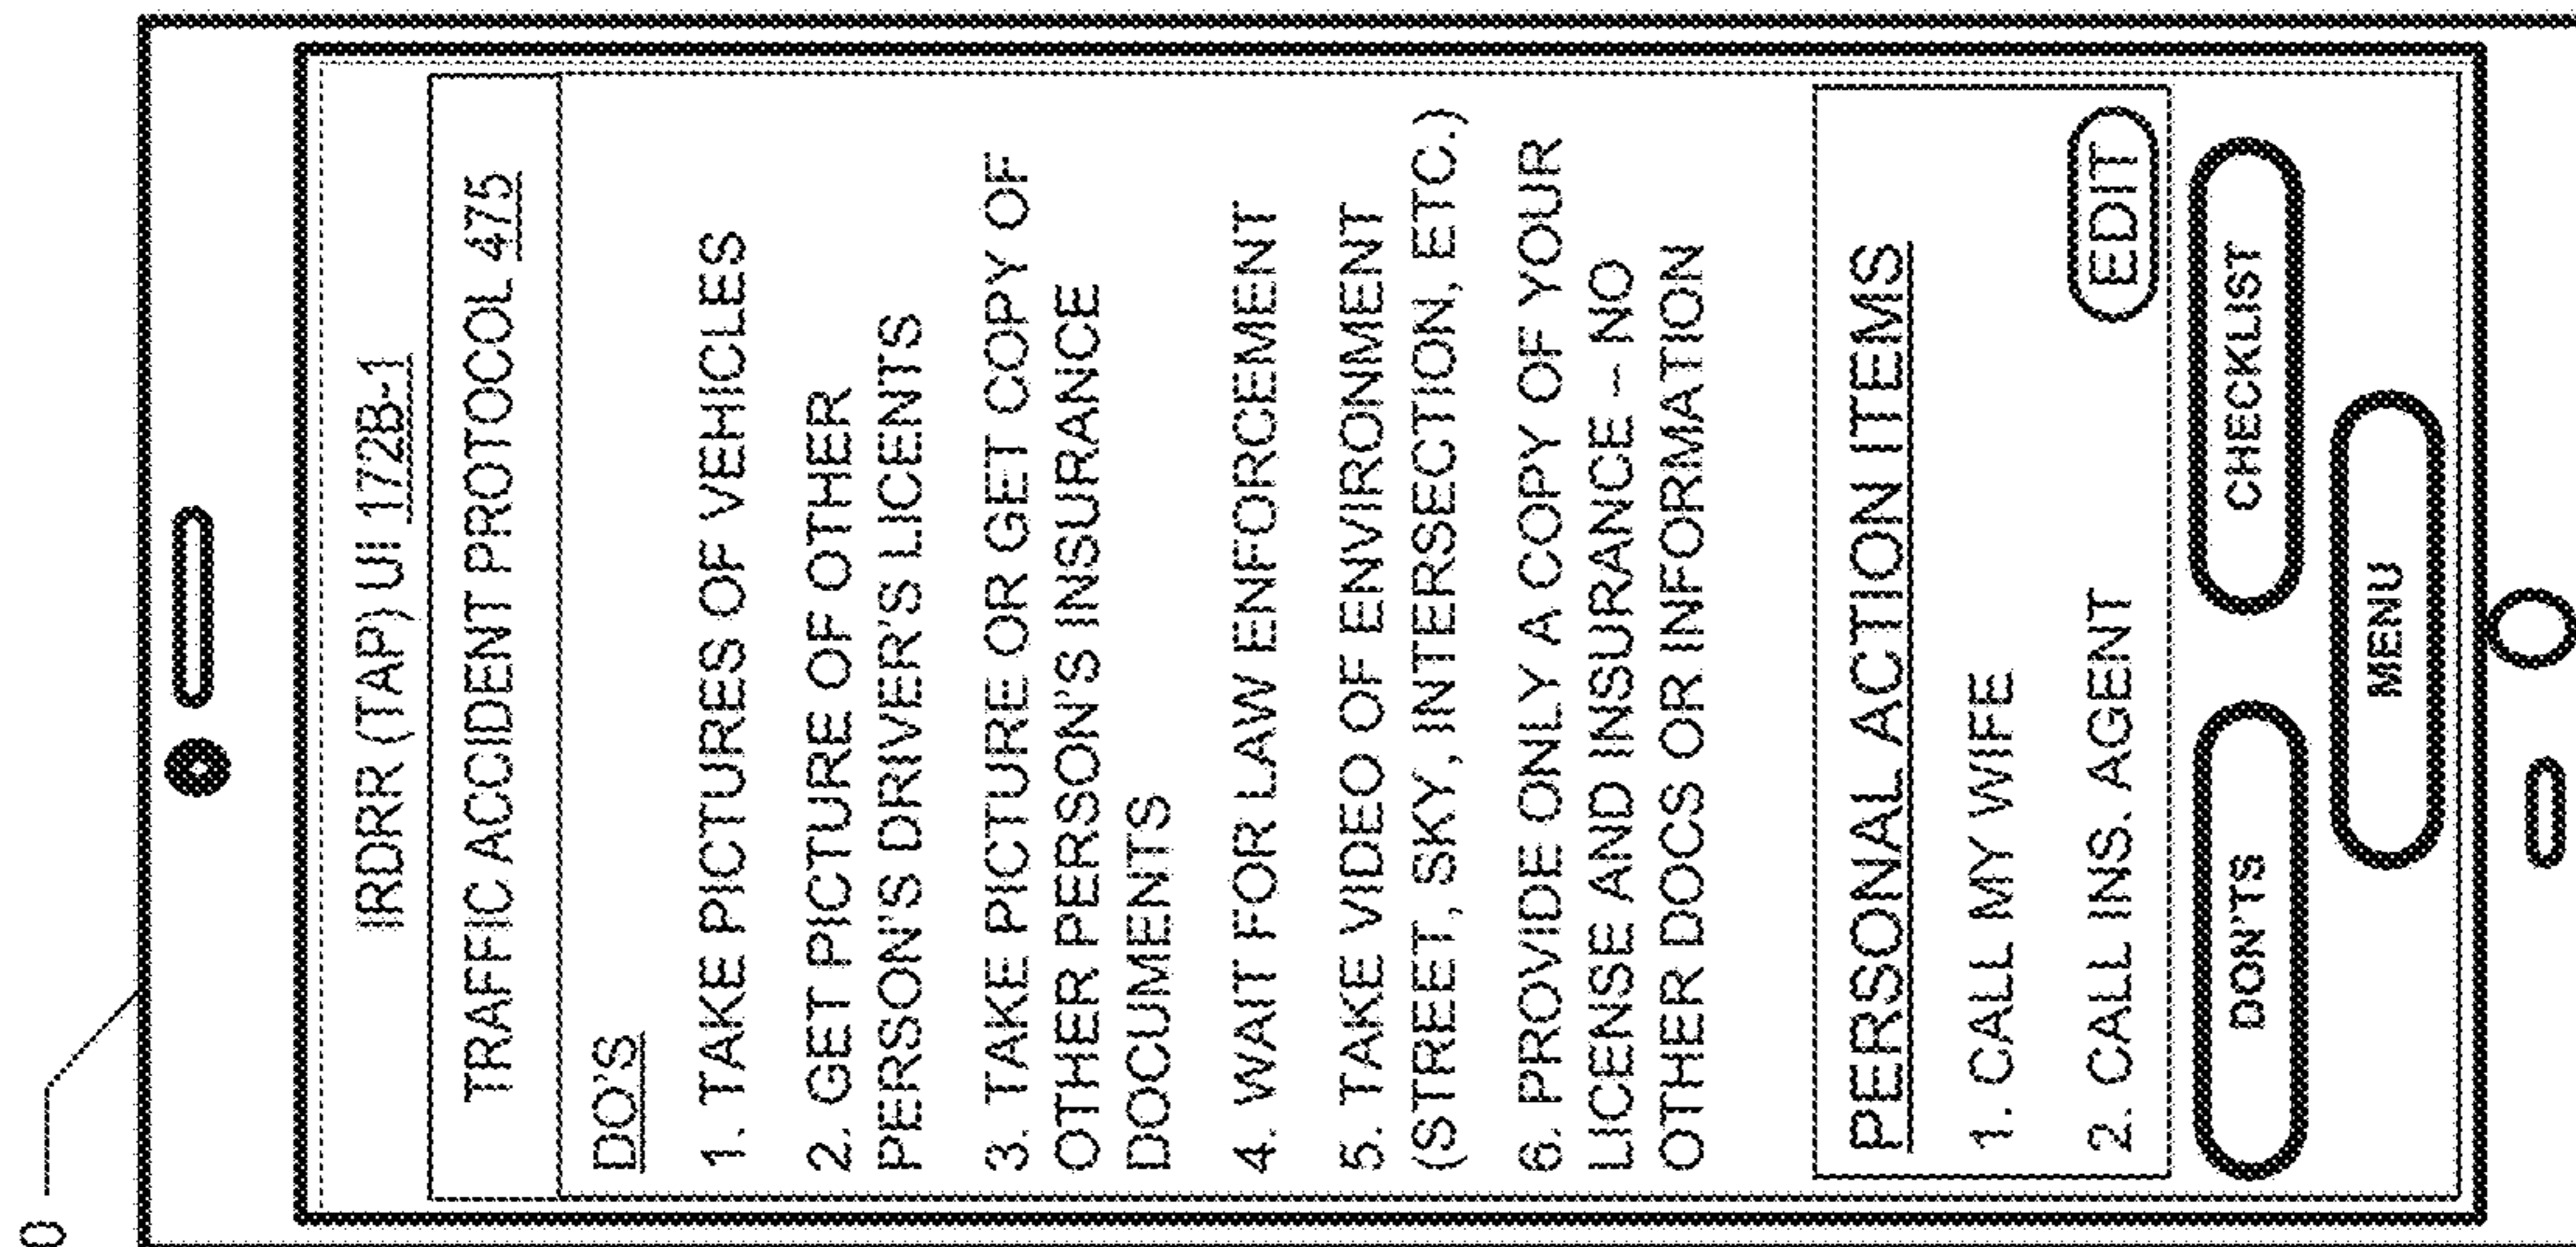 IRDRR (TAP) UI 172B-1
TRAFFIC ACCIDENT PROTOCOL 475
DO'S
1. TAKE PICTURES OF VEHICLES
2. GET PICTURE OF OTHER
PERSON'S DRIVER'S LICENTS
3. TAKE PICTURE OR GET COPY OF
OTHER PERSON'S INSURANCE
DOCUMENTS
4. WAIT FOR LAW ENFORCEMENT
5. TAKE VIDEO OF ENVIRONMENT
(STREET, SKY, INTERSECTION, ETC.)
6. PROVIDE ONLY A COPY OF YOUR
LICENSE AND INSURANCE -- NO
OTHER DOCS OR INFORMATION
PERSONAL ACTION ITEMS
1. CALL MY WIFE
2. CALL INS. AGENT
EDIT
DON'TS
CHECKLIST
MENU